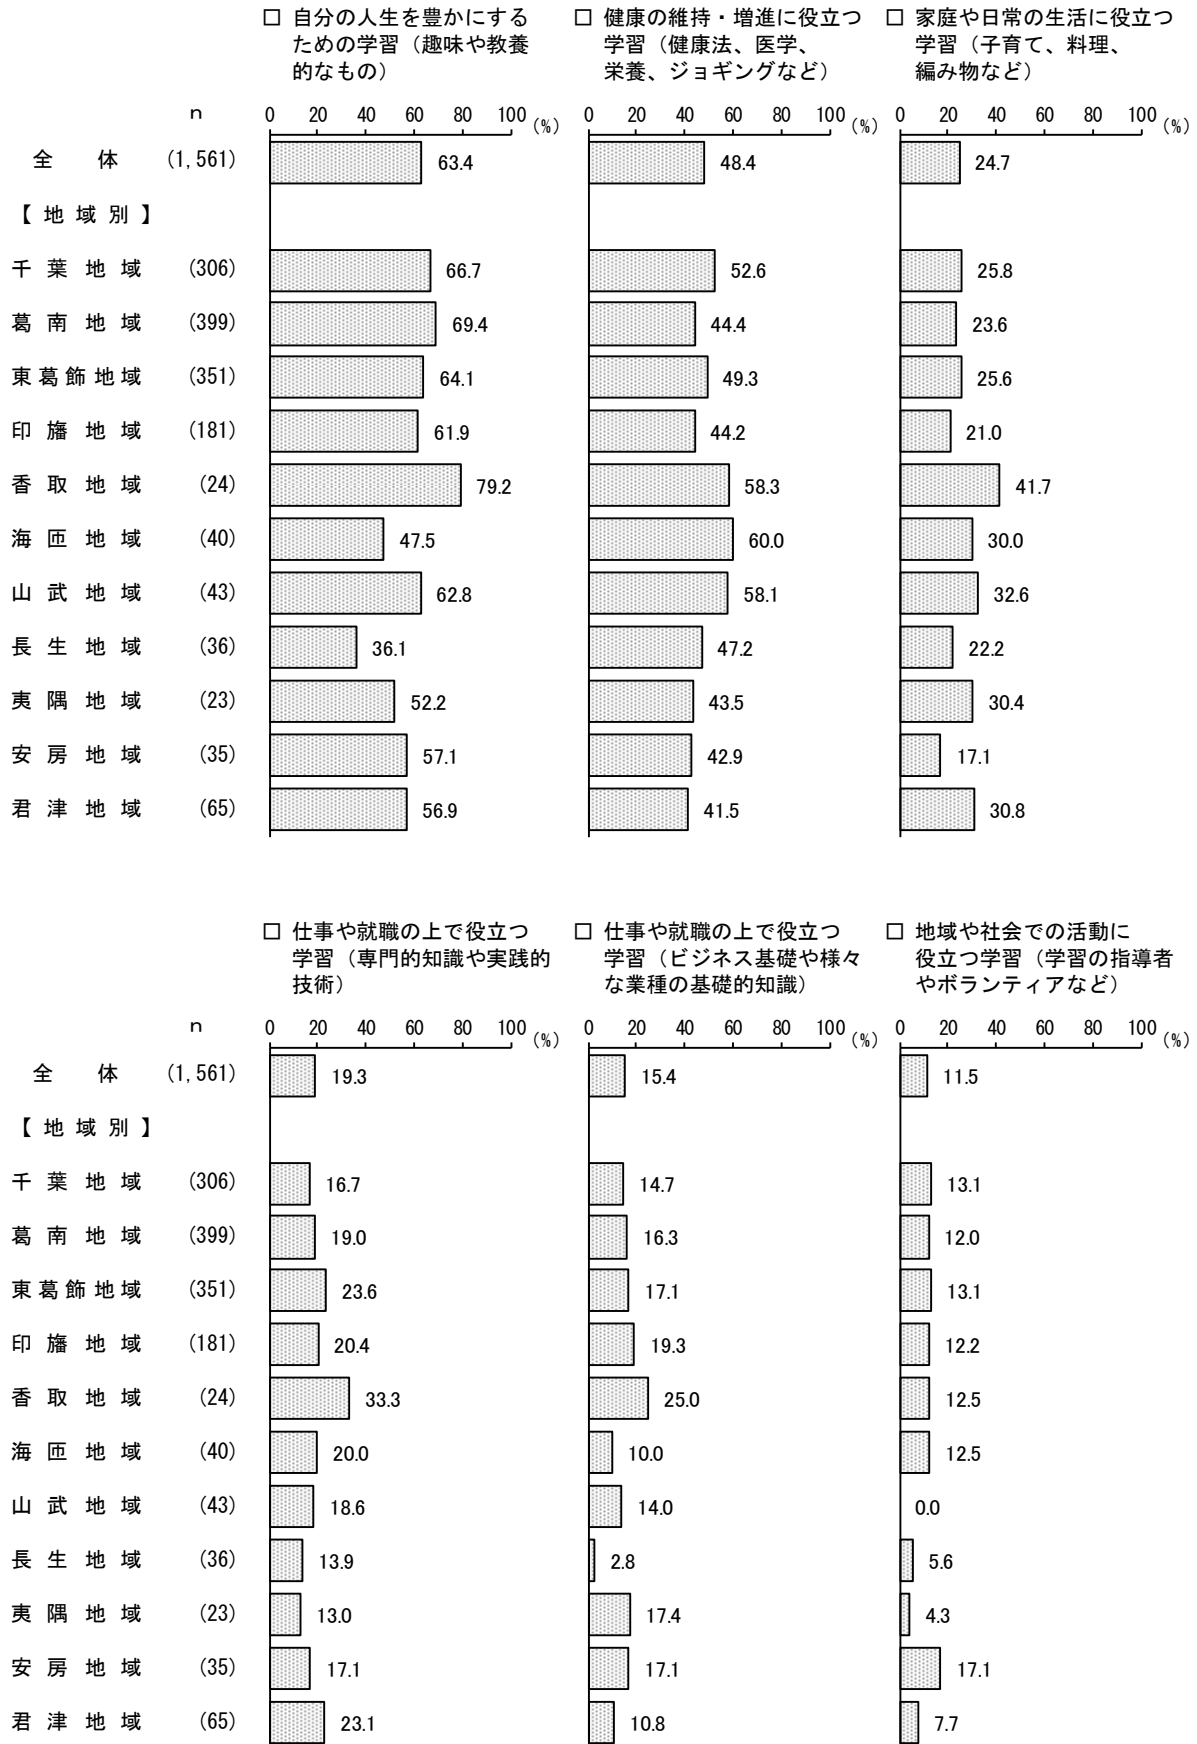 □ 自分の人生を豊かにする
ための学習（趣味や教養
的なもの）
□ 健康の維持・増進に役立つ
学習（健康法、医学、
栄養、ジョギングなど）
□ 家庭や日常の生活に役立つ
学習（子育て、料理、
編み物など）
n 0 20 40 60 80 100 (%) 0 20 40 60 80 100 (%) 0 20 40 60 80 100 (%)
全体 (1,561) 63.4 48.4 24.7
【地域別】
千葉地域 (306) 66.7 52.6 25.8
葛南地域 (399) 69.4 44.4 23.6
東葛飾地域 (351) 64.1 49.3 25.6
印旛地域 (181) 61.9 44.2 21.0
香取地域 (24) 79.2 58.3 41.7
海匝地域 (40) 47.5 60.0 30.0
山武地域 (43) 62.8 58.1 32.6
長生地域 (36) 36.1 47.2 22.2
夷隅地域 (23) 52.2 43.5 30.4
安房地域 (35) 57.1 42.9 17.1
君津地域 (65) 56.9 41.5 30.8
□ 仕事や就職の上で役立つ
学習（専門的知識や実践的
技術）
□ 仕事や就職の上で役立つ
学習（ビジネス基礎や様々
な業種の基礎的知識）
□ 地域や社会での活動に
役立つ学習（学習の指導者
やボランティアなど）
n 0 20 40 60 80 100 (%) 0 20 40 60 80 100 (%) 0 20 40 60 80 100 (%)
全体 (1,561) 19.3 15.4 11.5
【地域別】
千葉地域 (306) 16.7 14.7 13.1
葛南地域 (399) 19.0 16.3 12.0
東葛飾地域 (351) 23.6 17.1 13.1
印旛地域 (181) 20.4 19.3 12.2
香取地域 (24) 33.3 25.0 12.5
海匝地域 (40) 20.0 10.0 12.5
山武地域 (43) 18.6 14.0 0.0
長生地域 (36) 13.9 2.8 5.6
夷隅地域 (23) 13.0 17.4 4.3
安房地域 (35) 17.1 17.1 17.1
君津地域 (65) 23.1 10.8 7.7